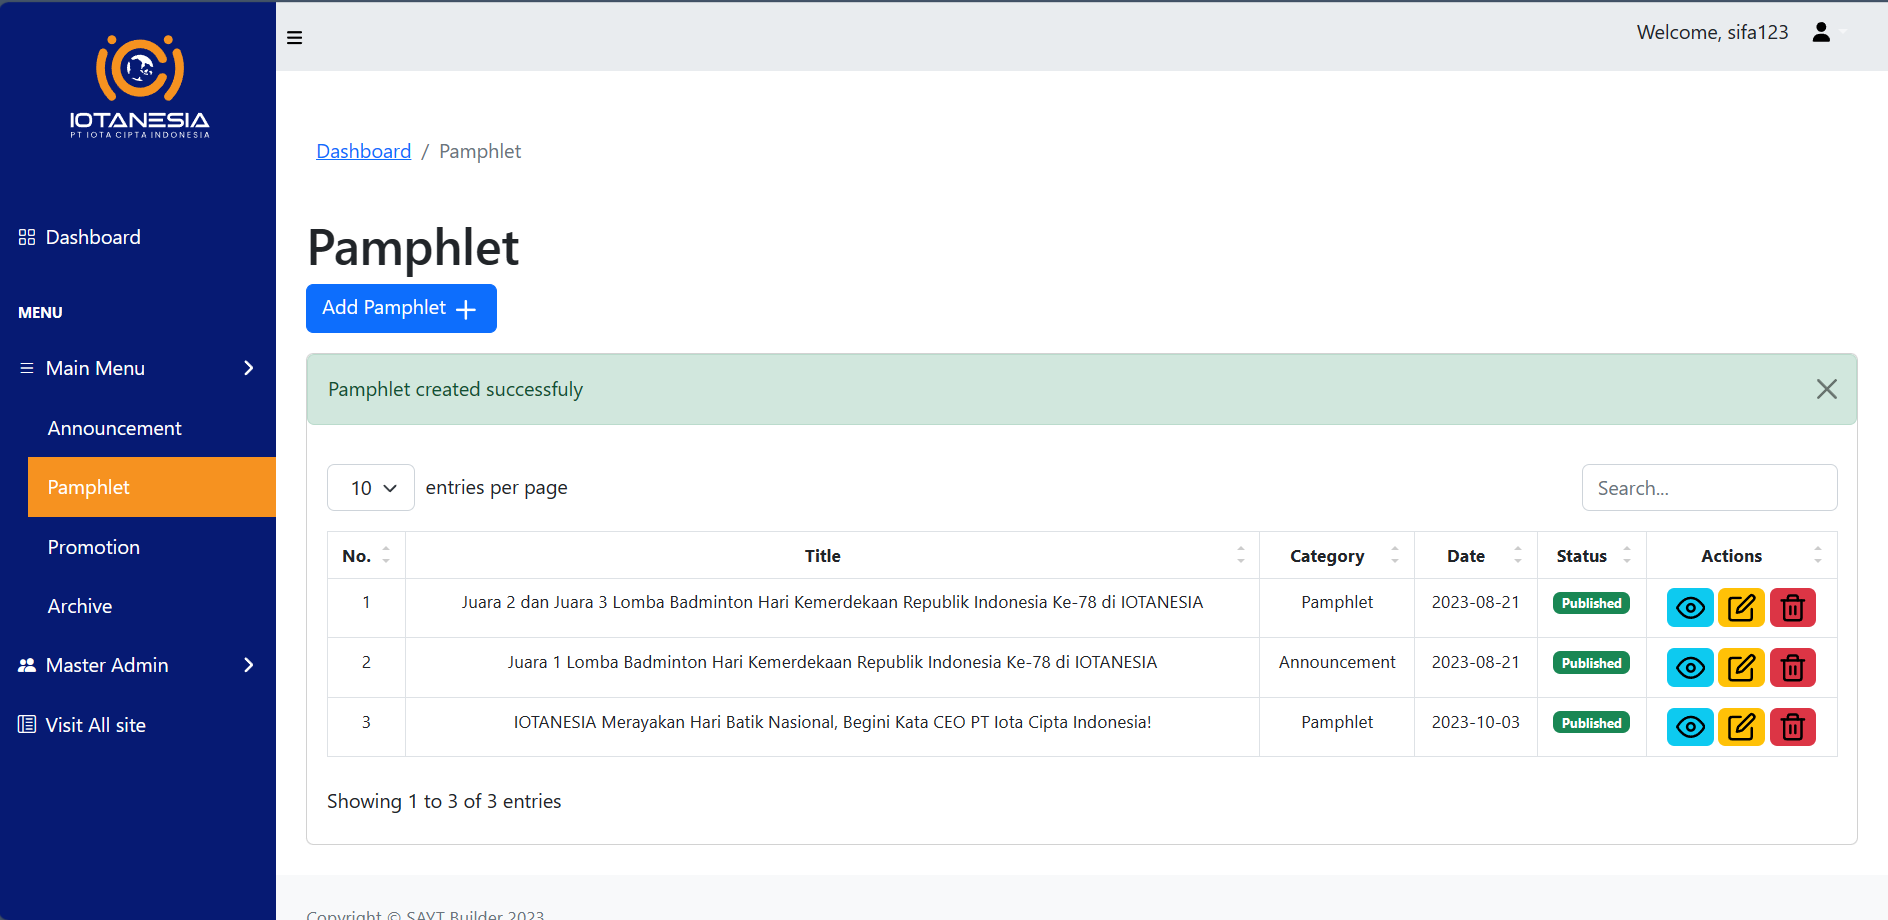 Welcome, sifa123
IOTANESIA
PT IOTA CIPTA INDONESIA
Dashboard
MENU
Main Menu
Announcement
Pamphlet
Promotion
Archive
Master Admin
Visit All site
Dashboard / Pamphlet
Pamphlet
Add Pamphlet
Pamphlet created successfuly
10 entries per page
Search...
No. Title Category Date Status Actions
1 Juara 2 dan Juara 3 Lomba Badminton Hari Kemerdekaan Republik Indonesia Ke-78 di IOTANESIA Pamphlet 2023-08-21 Published
2 Juara 1 Lomba Badminton Hari Kemerdekaan Republik Indonesia Ke-78 di IOTANESIA Announcement 2023-08-21 Published
3 IOTANESIA Merayakan Hari Batik Nasional, Begini Kata CEO PT Iota Cipta Indonesia! Pamphlet 2023-10-03 Published
Showing 1 to 3 of 3 entries
Copyright © SAYT Builder 2023